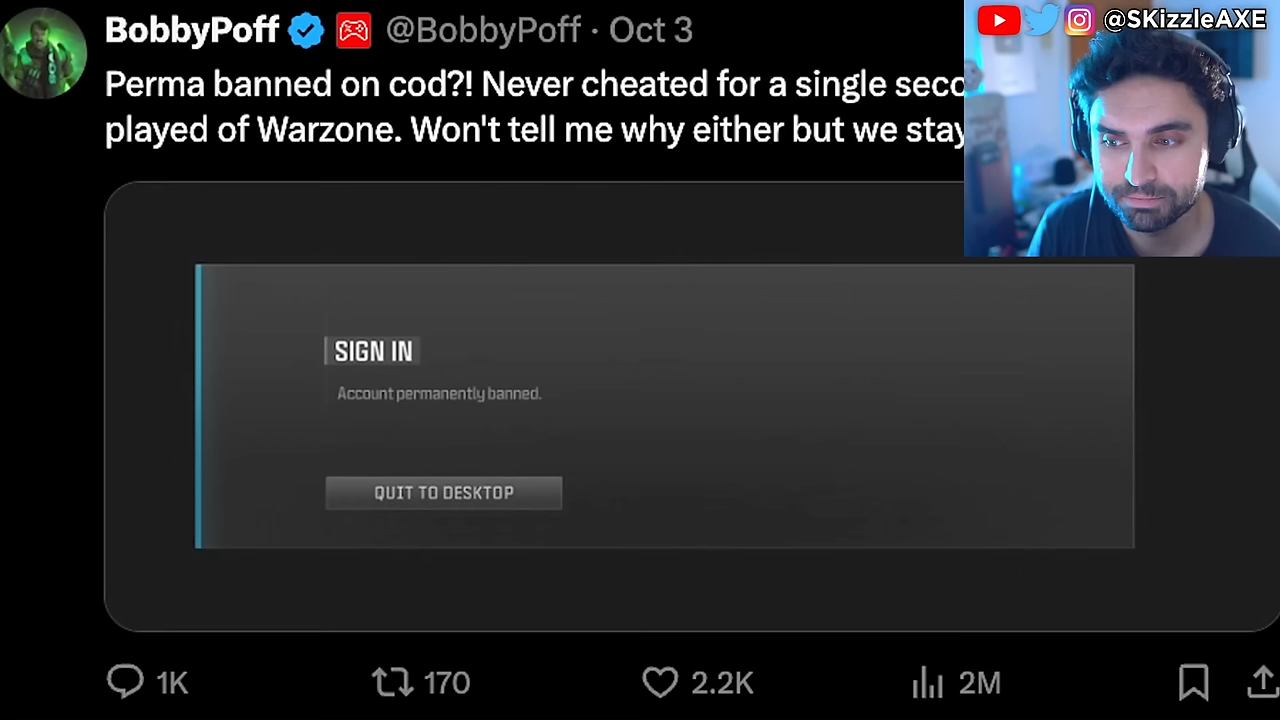 BobbyPoff @BobbyPoff · Oct 3
@SKizzleAXE
Perma banned on cod?! Never cheated for a single seco
played of Warzone. Won't tell me why either but we stay
SIGN IN
Account permanently banned.
QUIT TO DESKTOP
1K 170 2.2K 2M